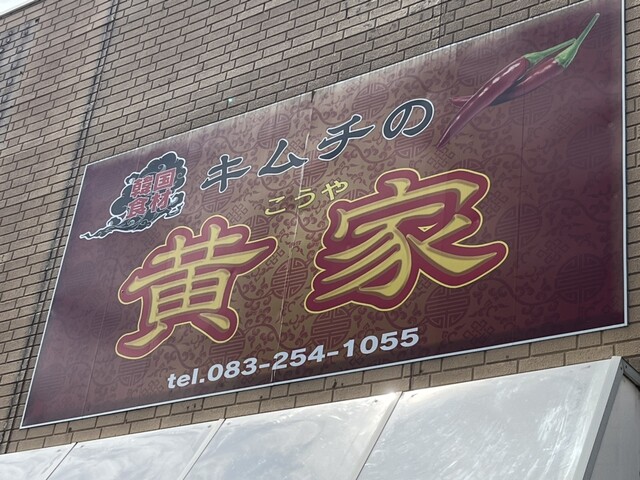 韓国
食材
キムチの
こうや
黄家
tel.083-254-1055